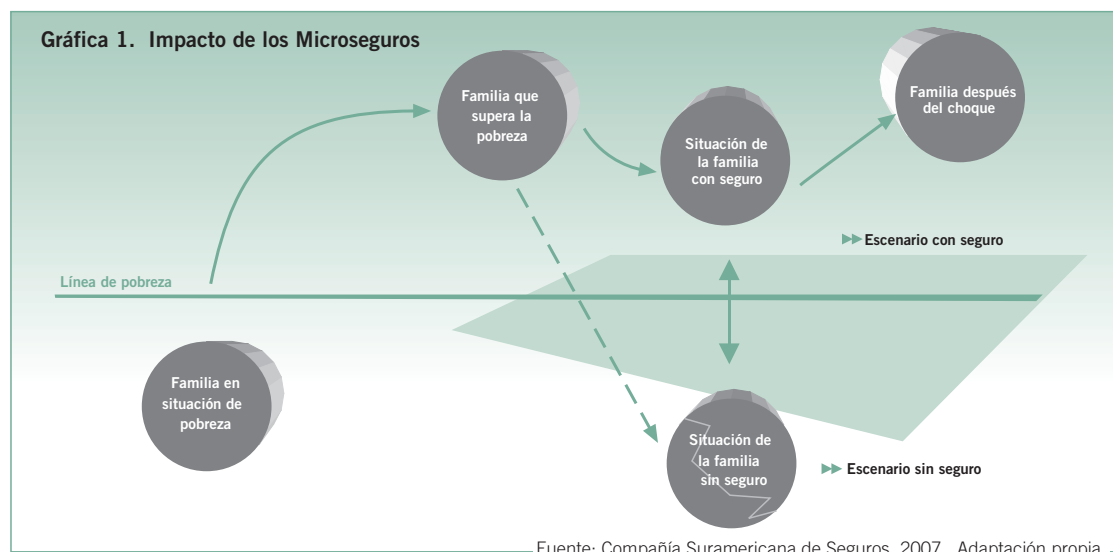 Gráfica 1. Impacto de los Microseguros
Familia que
supera la
pobreza
Situación de
la familia
con seguro
Familia después
del choque
Escenario con seguro
Línea de pobreza
Familia en
situación de
pobreza
Situación de
la familia
sin seguro
Escenario sin seguro
Fuente: Compañía Suramericana de Seguros, 2007. Adaptación propia.